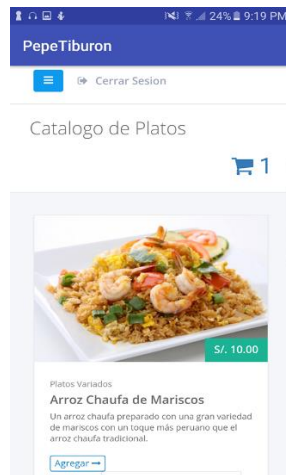 24% 9:19 PM
PepeTiburon
Cerrar Sesion
Catalogo de Platos
1
S/. 10.00
Platos Variados
Arroz Chaufa de Mariscos
Un arroz chaufa preparado con una gran variedad
de mariscos con un toque más peruano que el
arroz chaufa tradicional.
Agregar →